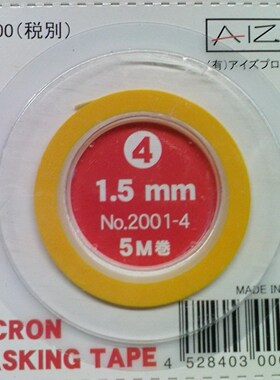 00(税別)
AIZ
(有)アイズプロ
4
1.5 mm
No.2001-4
5M巻
MADE IN
CRON
ASKING TAPE
4 528403 00